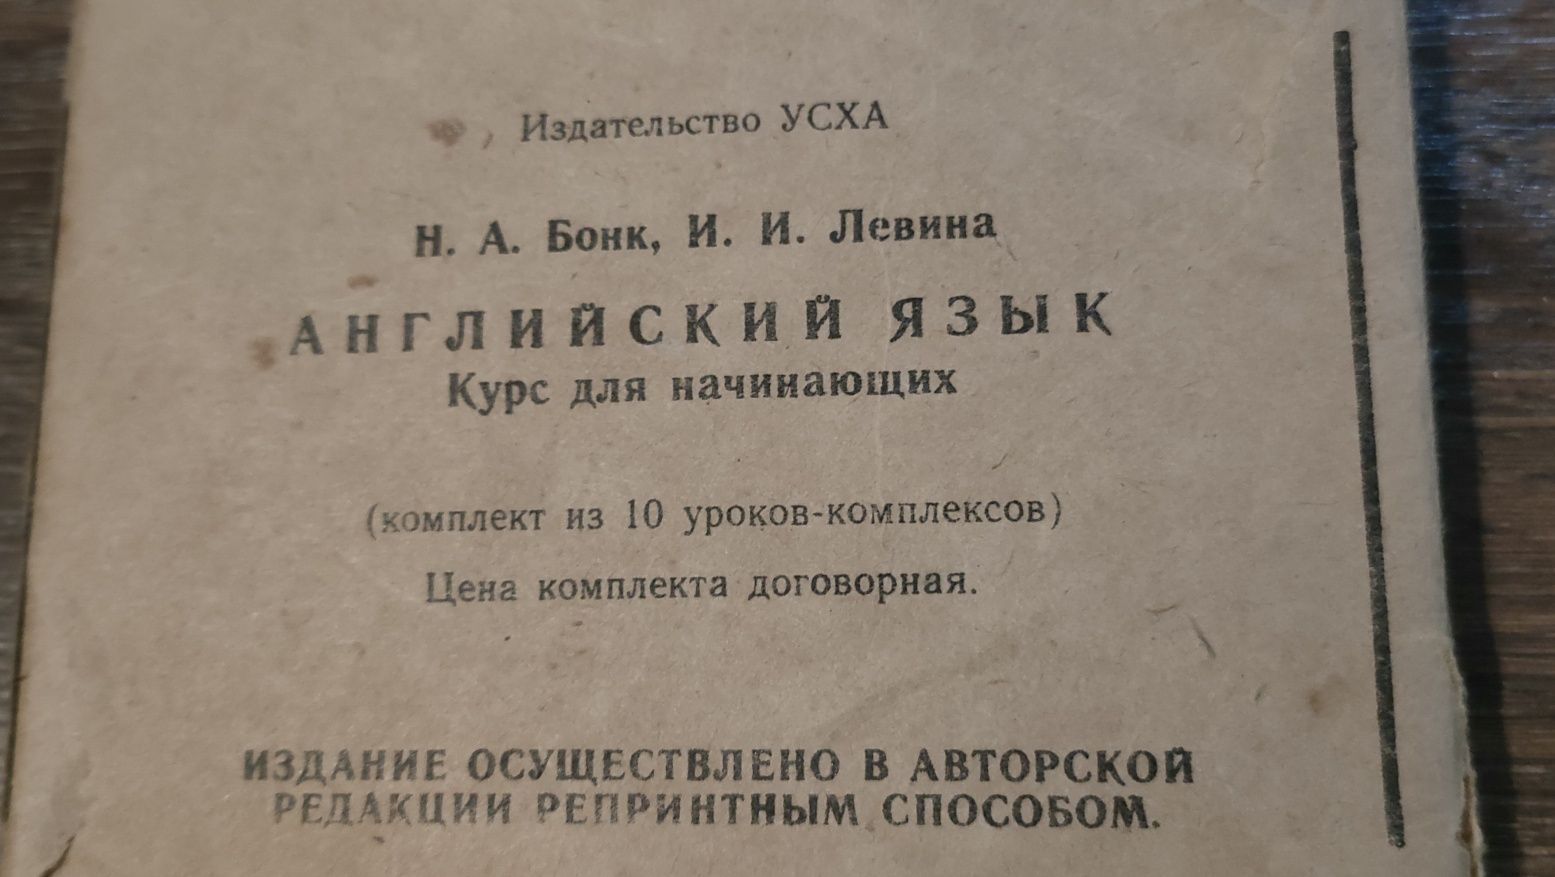 Издательство УСХА
Н. А. Бонк, И. И. Левина
АНГЛИЙСКИЙ ЯЗЫК
Курс для начинающих
(комплект из 10 уроков-комплексов)
Цена комплекта договорная.
ИЗДАНИЕ ОСУЩЕСТВЛЕНО В АВТОРСКОЙ
РЕДАКЦИИ РЕПРИНТНЫМ СПОСОБОМ.